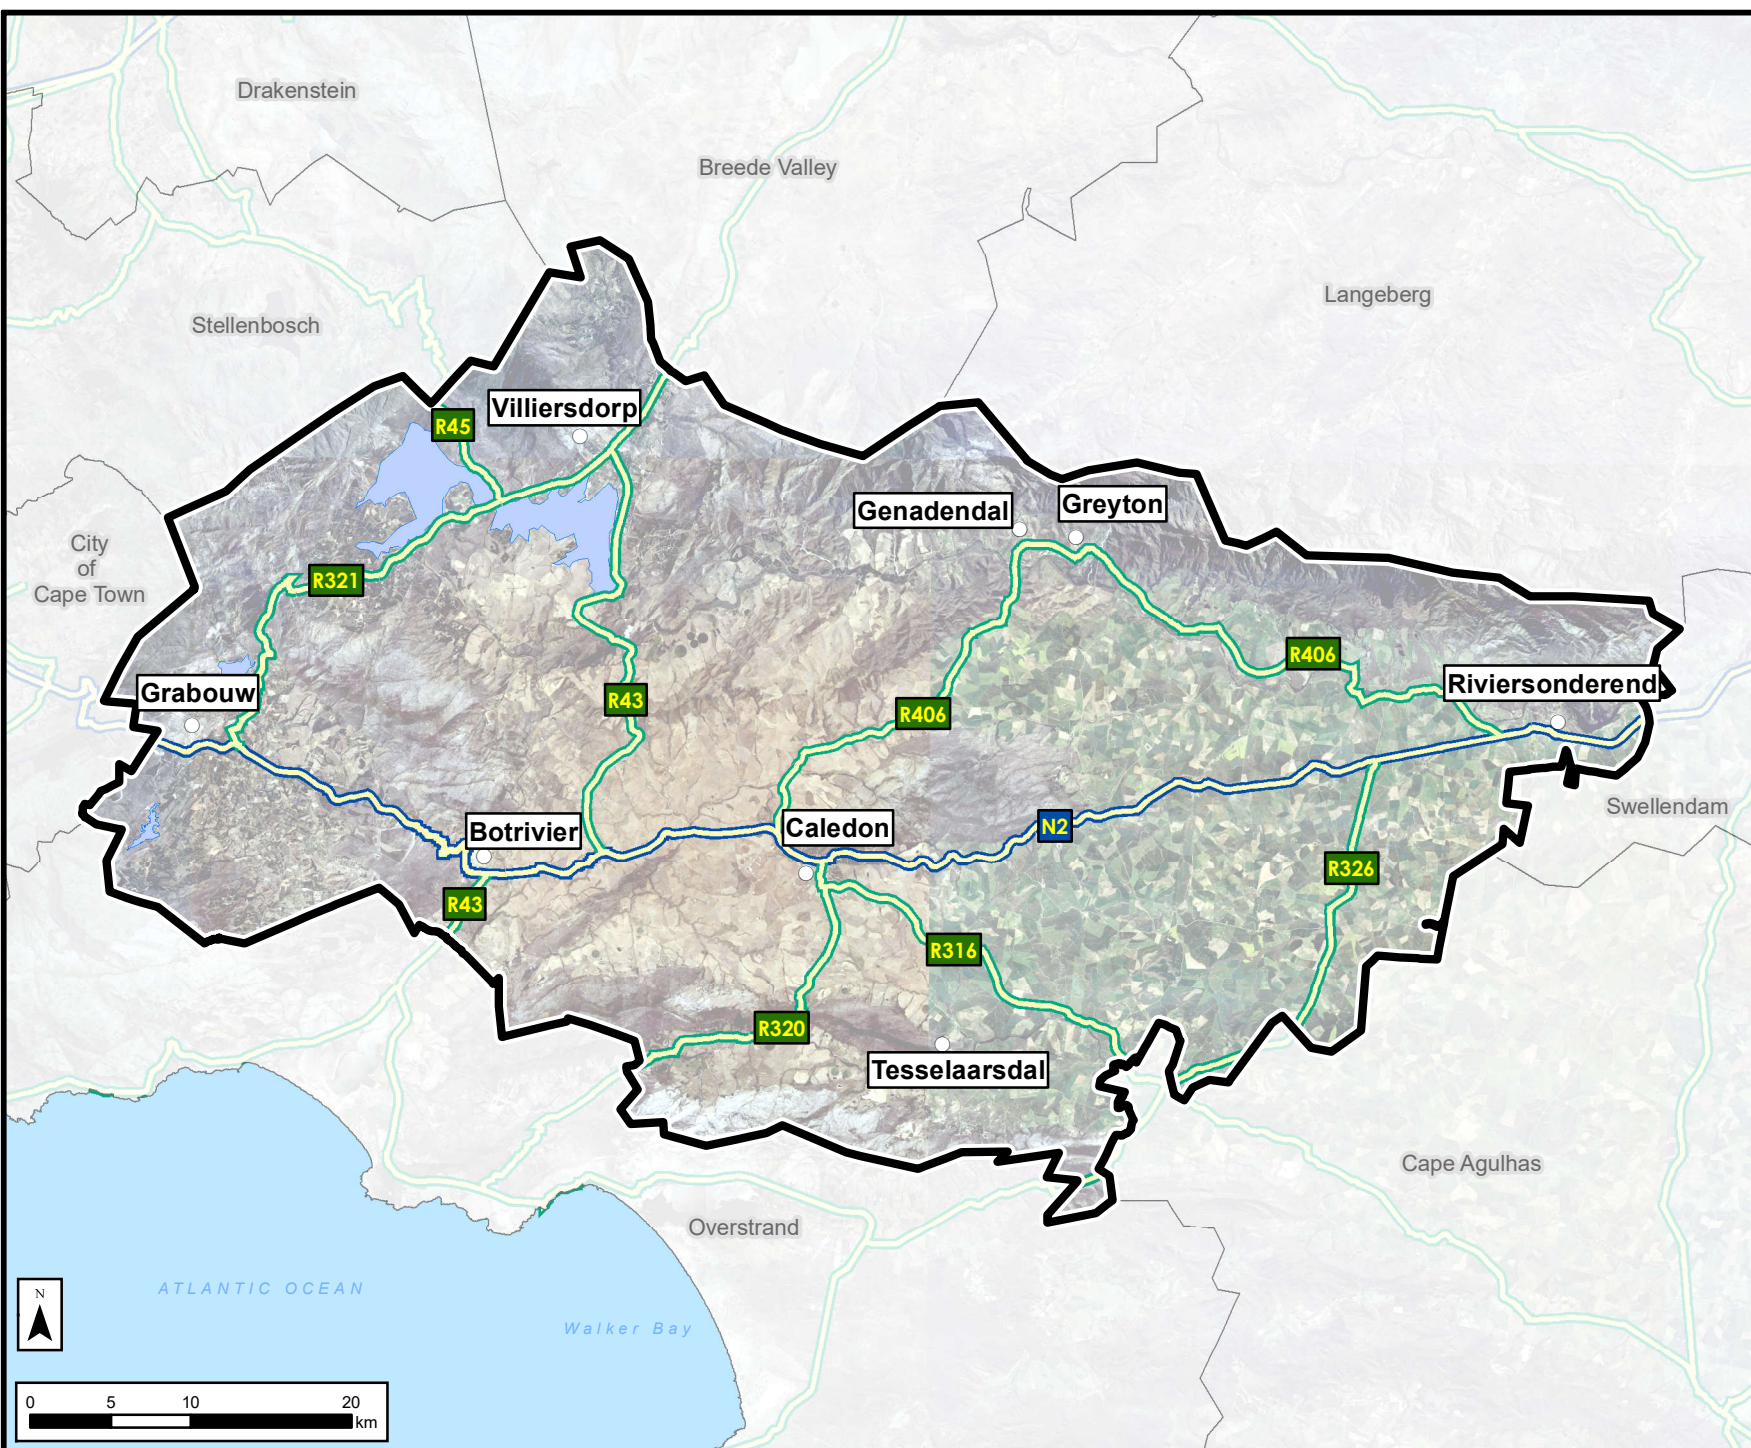 Drakenstein
Breede Valley
Langeberg
Stellenbosch
Villiersdorp
R45
Greyton
Genadendal
City
of
Cape Town
R321
R406
Riviersonderend
Grabouw
R43
R406
Swellendam
N2
Caledon
Botrivier
R326
R43
R316
R320
Tesselaarsdal
Cape Agulhas
Overstrand
ATLANTIC OCEAN
Walker Bay
N
0 5 10 20
km